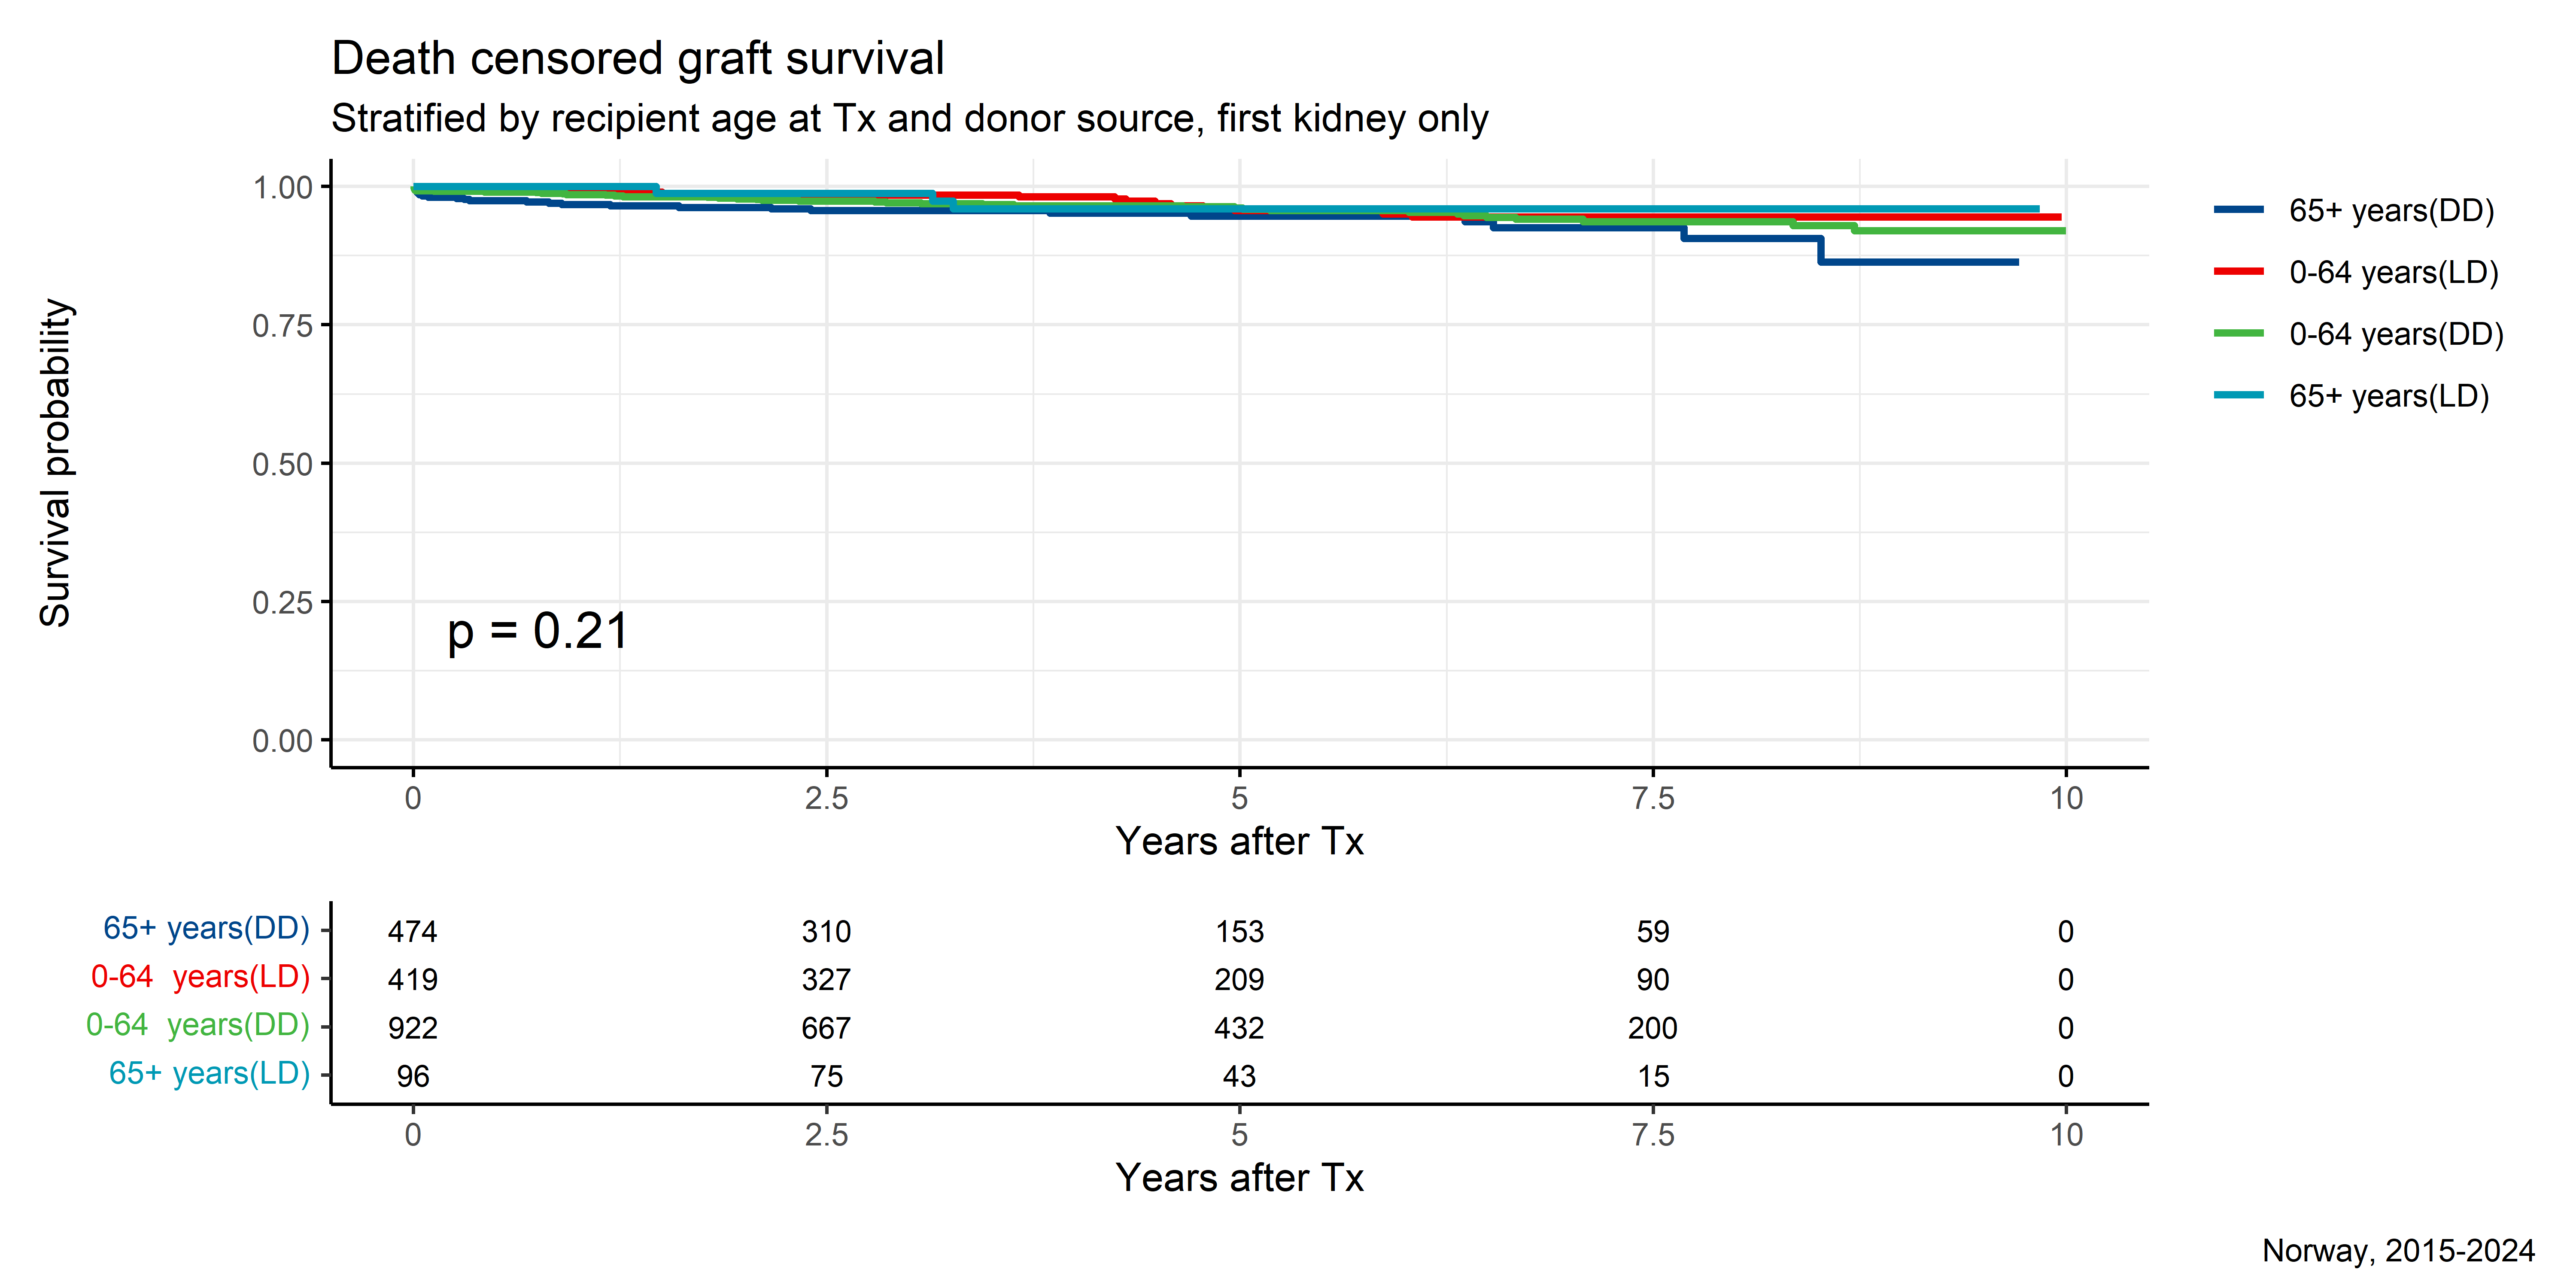 Death censored graft survival
Stratified by recipient age at Tx and donor source, first kidney only
Survival probability
1.00
0.75
0.50
0.25
0.00
p = 0.21
0 2.5 5 7.5 10
Years after Tx
65+ years(DD)
0-64 years(LD)
0-64 years(DD)
65+ years(LD)
65+ years(DD) 474 310 153 59 0
0-64 years(LD) 419 327 209 90 0
0-64 years(DD) 922 667 432 200 0
65+ years(LD) 96 75 43 15 0
0 2.5 5 7.5 10
Years after Tx
Norway, 2015-2024